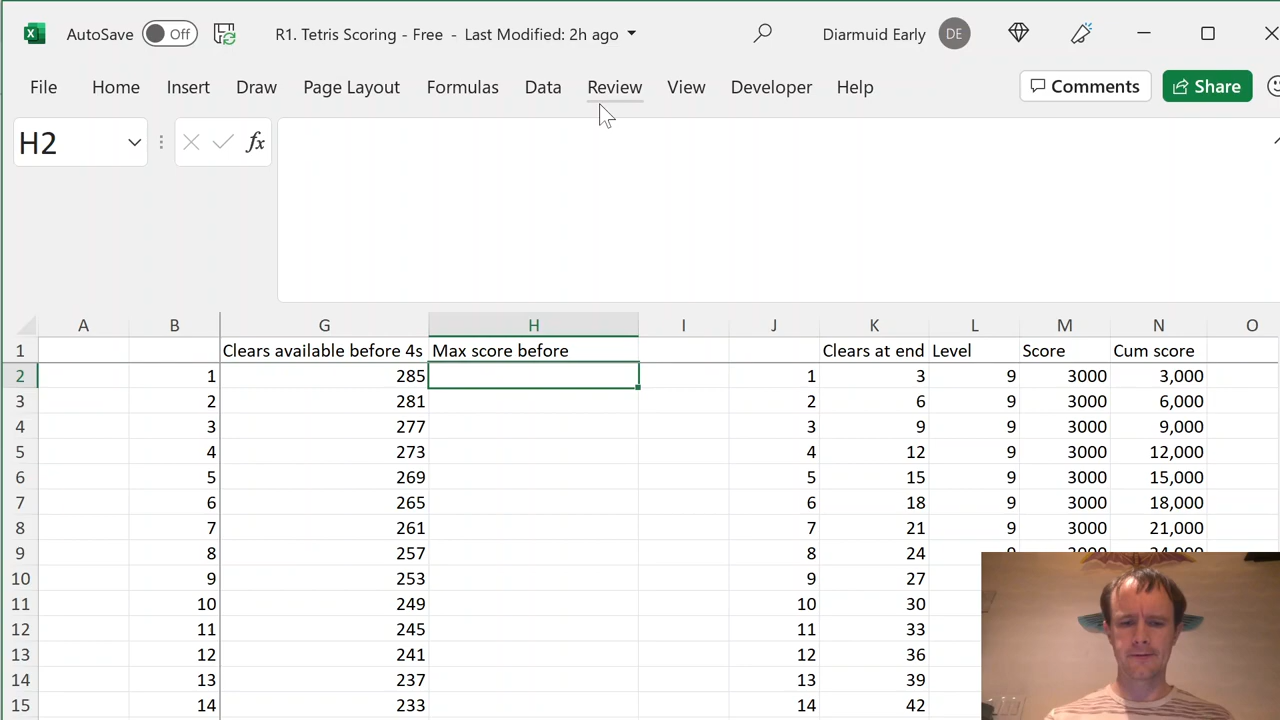 AutoSave Off R1. Tetris Scoring - Free - Last Modified: 2h ago Diarmuid Early DE
File Home Insert Draw Page Layout Formulas Data Review View Developer Help Comments Share
H2 fx
A B G H I J K L M N O
1 Clears available before 4s Max score before Clears at end Level Score Cum score
2 1 285 1 3 9 3000 3,000
3 2 281 2 6 9 3000 6,000
4 3 277 3 9 9 3000 9,000
5 4 273 4 12 9 3000 12,000
6 5 269 5 15 9 3000 15,000
7 6 265 6 18 9 3000 18,000
8 7 261 7 21 9 3000 21,000
9 8 257 8 24 9 3000 24,000
10 9 253 9 27
11 10 249 10 30
12 11 245 11 33
13 12 241 12 36
14 13 237 13 39
15 14 233 14 42